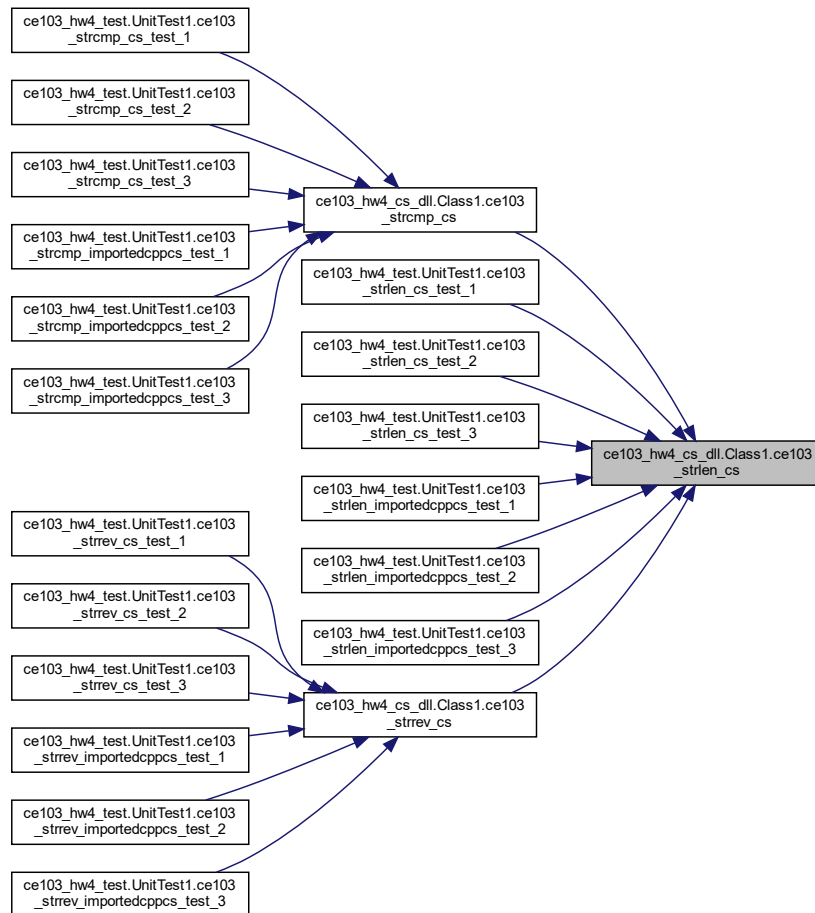 ce103_hw4_test.UnitTest1.ce103
_strcmp_cs_test_1
ce103_hw4_test.UnitTest1.ce103
_strcmp_cs_test_2
ce103_hw4_test.UnitTest1.ce103
_strcmp_cs_test_3
ce103_hw4_test.UnitTest1.ce103
_strcmp_importedcppcs_test_1
ce103_hw4_test.UnitTest1.ce103
_strcmp_importedcppcs_test_2
ce103_hw4_test.UnitTest1.ce103
_strcmp_importedcppcs_test_3
ce103_hw4_test.UnitTest1.ce103
_strrev_cs_test_1
ce103_hw4_test.UnitTest1.ce103
_strrev_cs_test_2
ce103_hw4_test.UnitTest1.ce103
_strrev_cs_test_3
ce103_hw4_test.UnitTest1.ce103
_strrev_importedcppcs_test_1
ce103_hw4_test.UnitTest1.ce103
_strrev_importedcppcs_test_2
ce103_hw4_test.UnitTest1.ce103
_strrev_importedcppcs_test_3
ce103_hw4_cs_dll.Class1.ce103
_strcmp_cs
ce103_hw4_test.UnitTest1.ce103
_strlen_cs_test_1
ce103_hw4_test.UnitTest1.ce103
_strlen_cs_test_2
ce103_hw4_test.UnitTest1.ce103
_strlen_cs_test_3
ce103_hw4_test.UnitTest1.ce103
_strlen_importedcppcs_test_1
ce103_hw4_test.UnitTest1.ce103
_strlen_importedcppcs_test_2
ce103_hw4_test.UnitTest1.ce103
_strlen_importedcppcs_test_3
ce103_hw4_cs_dll.Class1.ce103
_strrev_cs
ce103_hw4_cs_dll.Class1.ce103
_strlen_cs